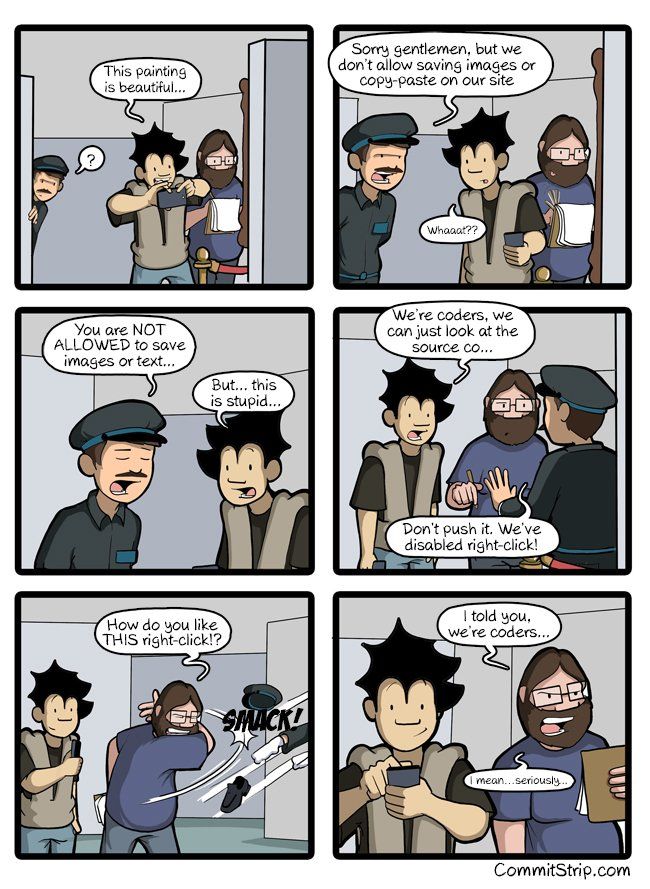 This painting
is beautiful...
?
Sorry gentlemen, but we
don't allow saving images or
copy-paste on our site
Whaaat??
You are NOT
ALLOWED to save
images or text...
But... this
is stupid...
We're coders, we
can just look at the
source co...
Don't push it. We've
disabled right-click!
How do you like
THIS right-click!?
SMACK!
I told you,
we're coders...
I mean...seriously...
CommitStrip.com